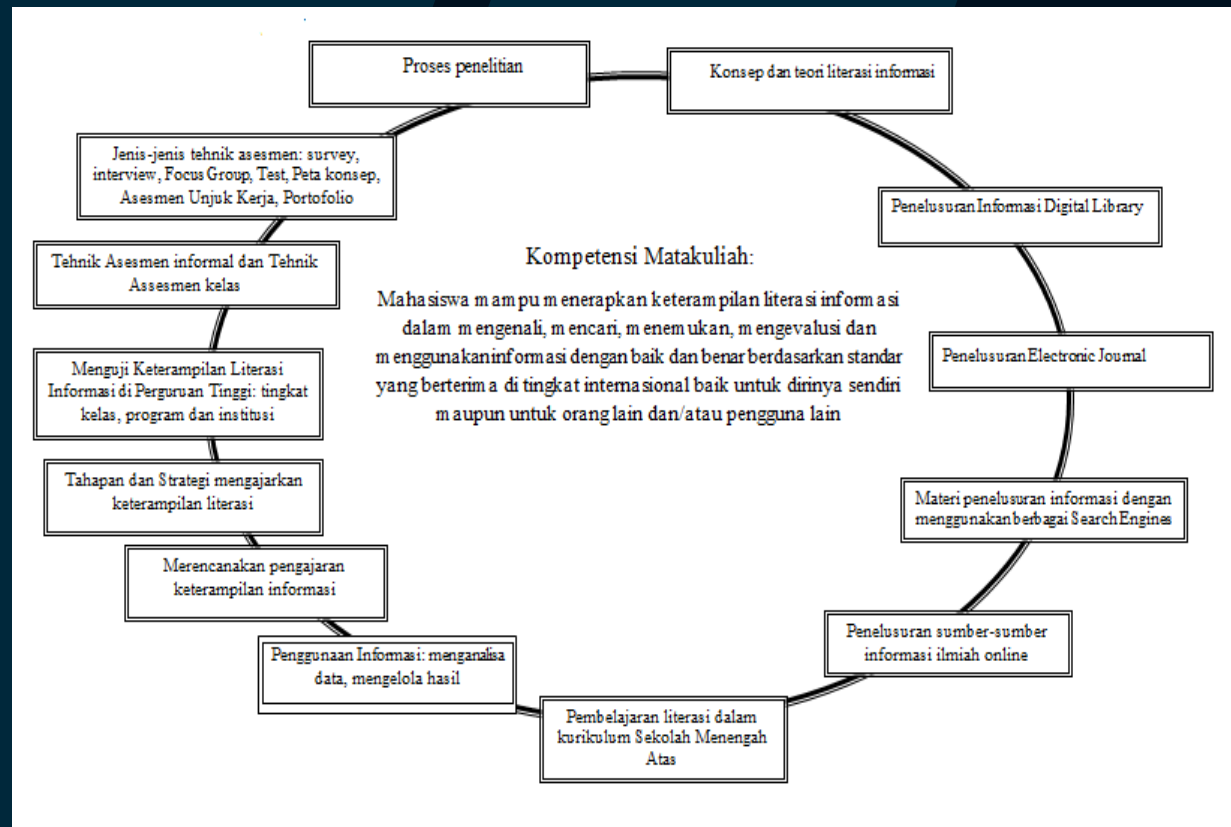 Proses penelitian
Konsep dan teori literasi informasi
Jenis-jenis tehnik asesmen: survey,
interview, Focus Group, Test, Peta konsep,
Asesmen Unjuk Kerja, Portofolio
Penelusuran Informasi Digital Library
Tehnik Asesmen informal dan Tehnik
Assesmen kelas
Kompetensi Matakuliah:
Mahasiswa mampu menerapkan keterampilan literasi informasi
dalam mengenali, mencari, menemukan, mengevalusi dan
menggunakaninformasi dengan baik dan benar berdasarkan standar
yang berterima di tingkat internasional baik untuk dirinya sendiri
maupun untuk orang lain dan/atau pengguna lain
Penelusuran Electronic Journal
Menguji Keterampilan Literasi
Informasi di Perguruan Tinggi: tingkat
kelas, program dan institusi
Tahapan dan Strategi mengajarkan
keterampilan literasi
Materi penelusuran informasi dengan
menggunakan berbagai Search Engines
Merencanakan pengajaran
keterampilan informasi
Penelusuran sumber-sumber
informasi ilmiah online
Penggunaan Informasi: menganalisa
data, mengelola hasil
Pembelajaran literasi dalam
kurikulum Sekolah Menengah
Atas